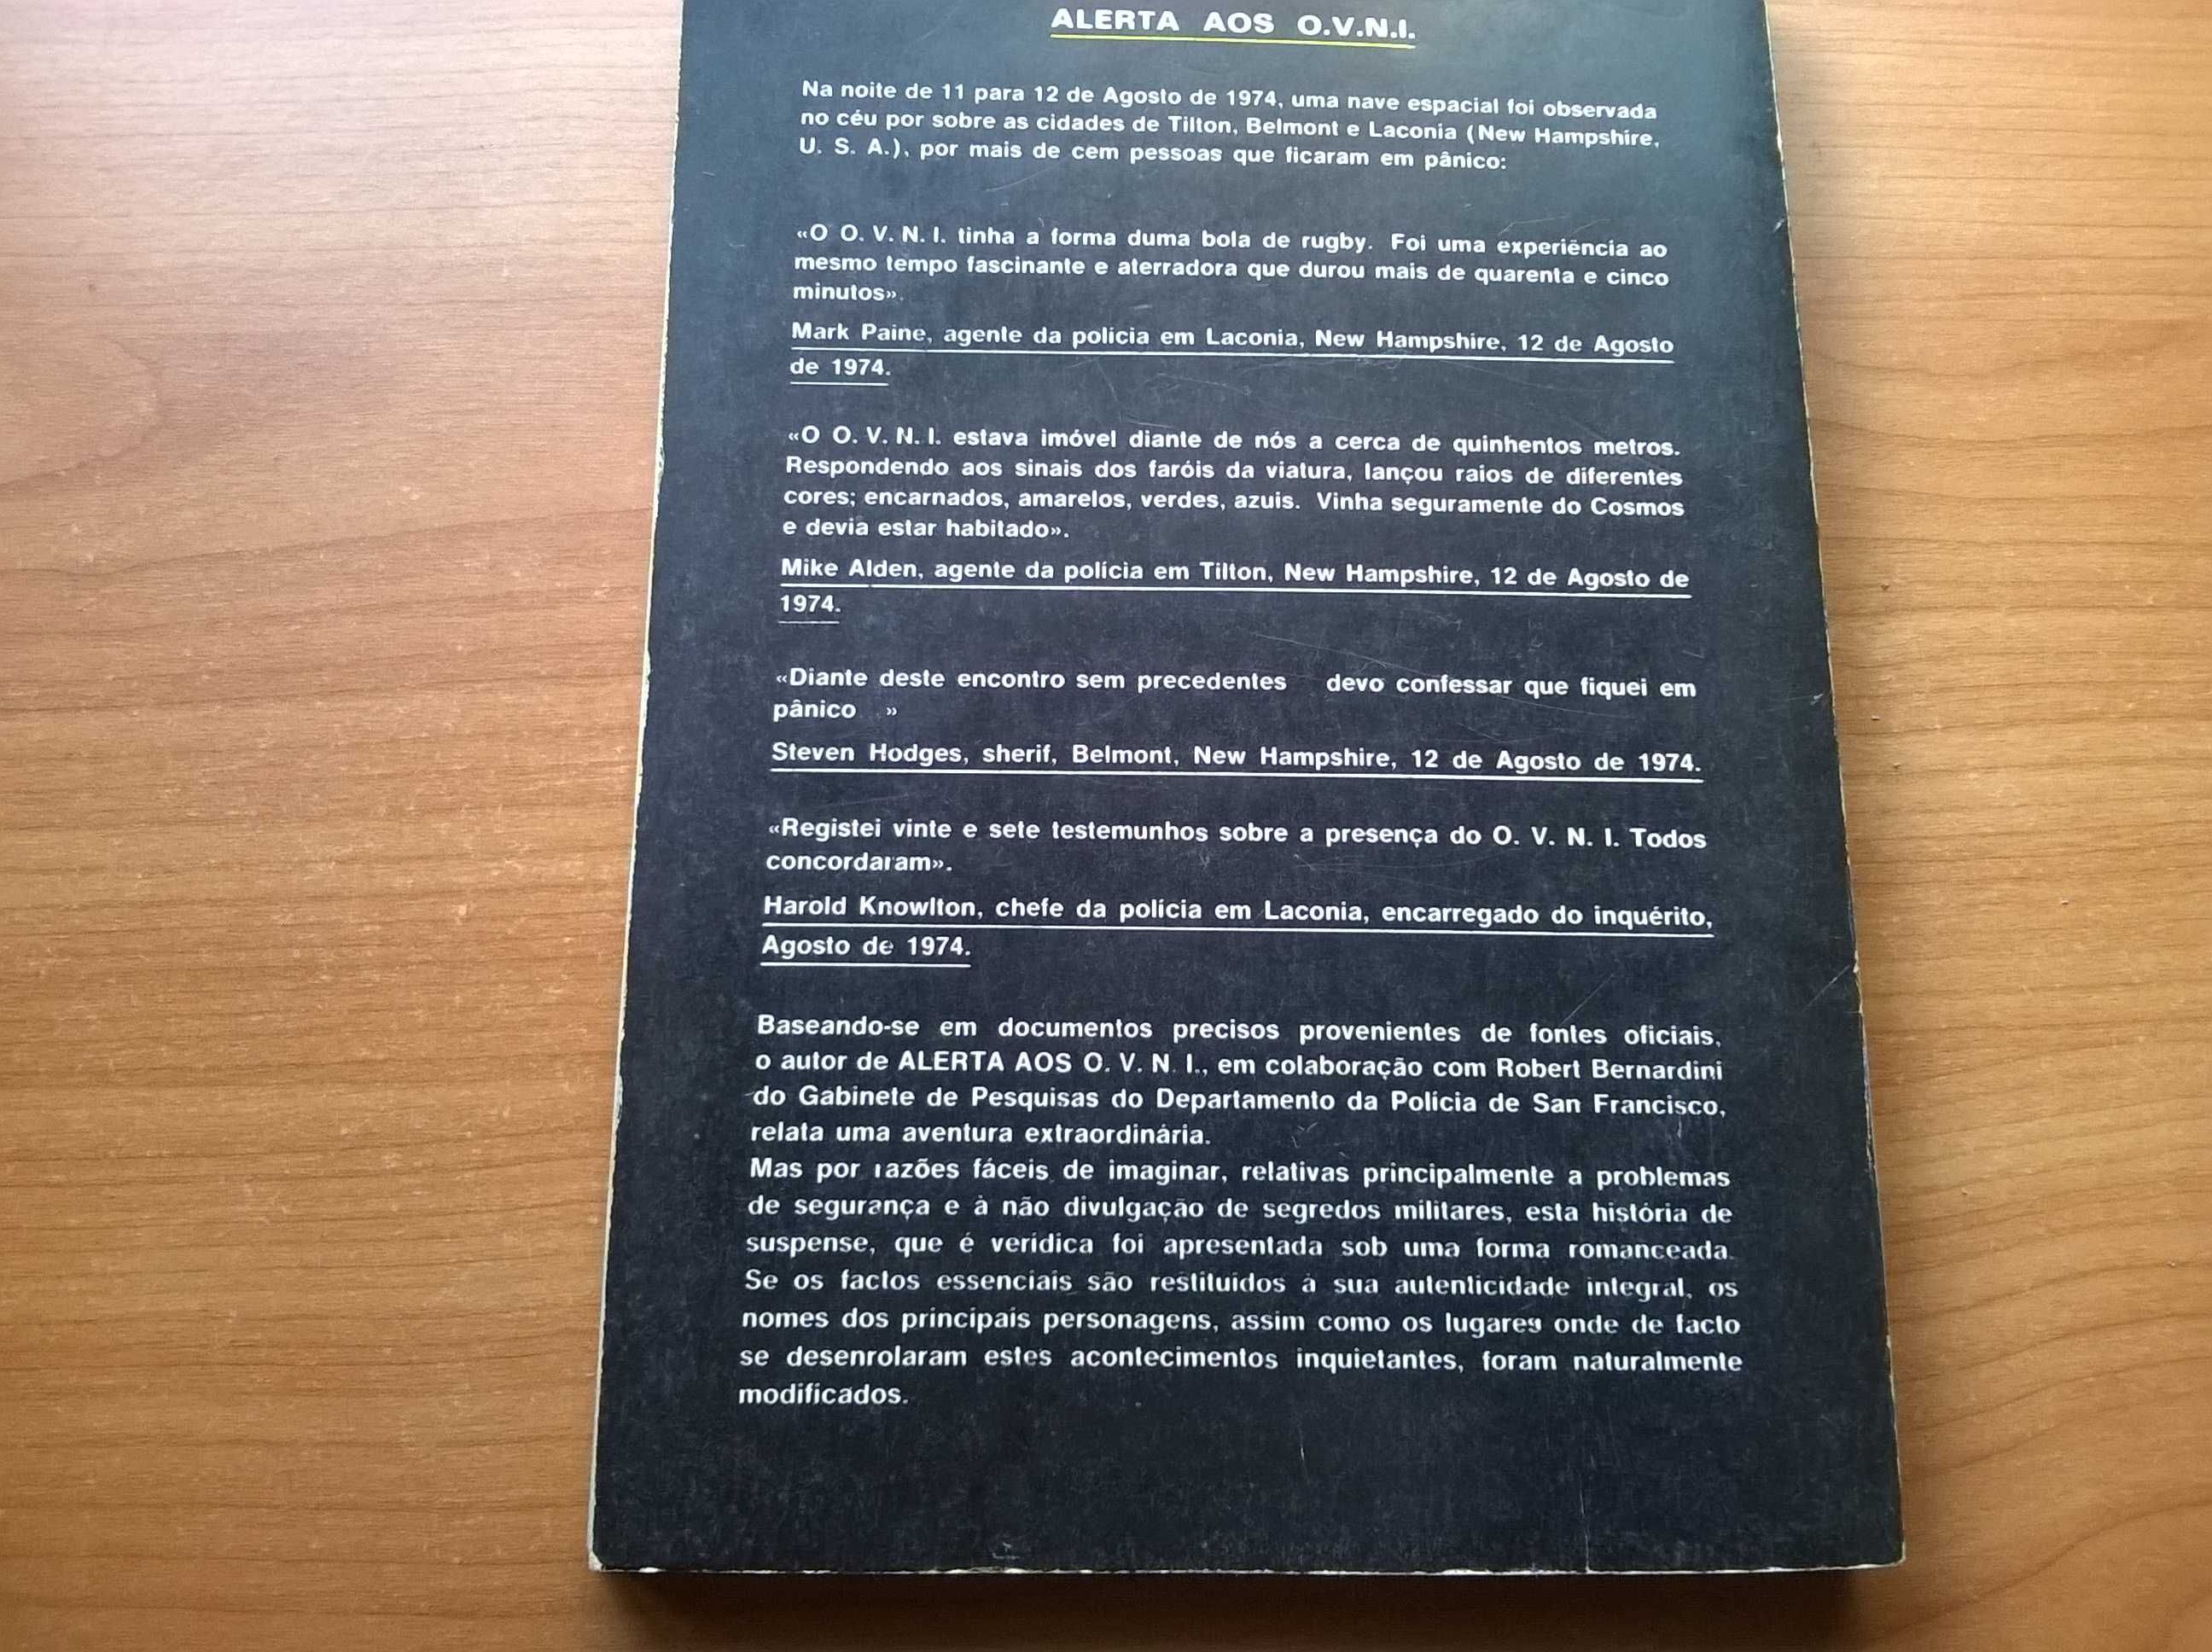 ALERTA AOS O.V.N.I.
Na noite de 11 para 12 de Agosto de 1974, uma nave espacial foi observada
no céu por sobre as cidades de Tilton, Belmont e Laconia (New Hampshire,
U. S. A.), por mais de cem pessoas que ficaram em pânico:
«O O. V. N. I. tinha a forma duma bola de rugby. Foi uma experiência ao
mesmo tempo fascinante e aterradora que durou mais de quarenta e cinco
minutos».
Mark Paine, agente da polícia em Laconia, New Hampshire, 12 de Agosto
de 1974.
«O O. V. N. I. estava imóvel diante de nós a cerca de quinhentos metros.
Respondendo aos sinais dos faróis da viatura, lançou raios de diferentes
cores; encarnados, amarelos, verdes, azuis. Vinha seguramente do Cosmos
e devia estar habitado».
Mike Alden, agente da polícia em Tilton, New Hampshire, 12 de Agosto de
1974.
«Diante deste encontro sem precedentes devo confessar que fiquei em
pânico »
Steven Hodges, sherif, Belmont, New Hampshire, 12 de Agosto de 1974.
«Registei vinte e sete testemunhos sobre a presença do O. V. N. I. Todos
concordaram».
Harold Knowlton, chefe da polícia em Laconia, encarregado do inquérito,
Agosto de 1974.
Baseando-se em documentos precisos provenientes de fontes oficiais,
o autor de ALERTA AOS O. V. N. I., em colaboração com Robert Bernardini
do Gabinete de Pesquisas do Departamento da Polícia de San Francisco,
relata uma aventura extraordinária.
Mas por razões fáceis de imaginar, relativas principalmente a problemas
de segurança e à não divulgação de segredos militares, esta história de
suspense, que é verídica foi apresentada sob uma forma romanceada.
Se os factos essenciais são restituídos à sua autenticidade integral, os
nomes dos principais personagens, assim como os lugares onde de facto
se desenrolaram estes acontecimentos inquietantes, foram naturalmente
modificados.